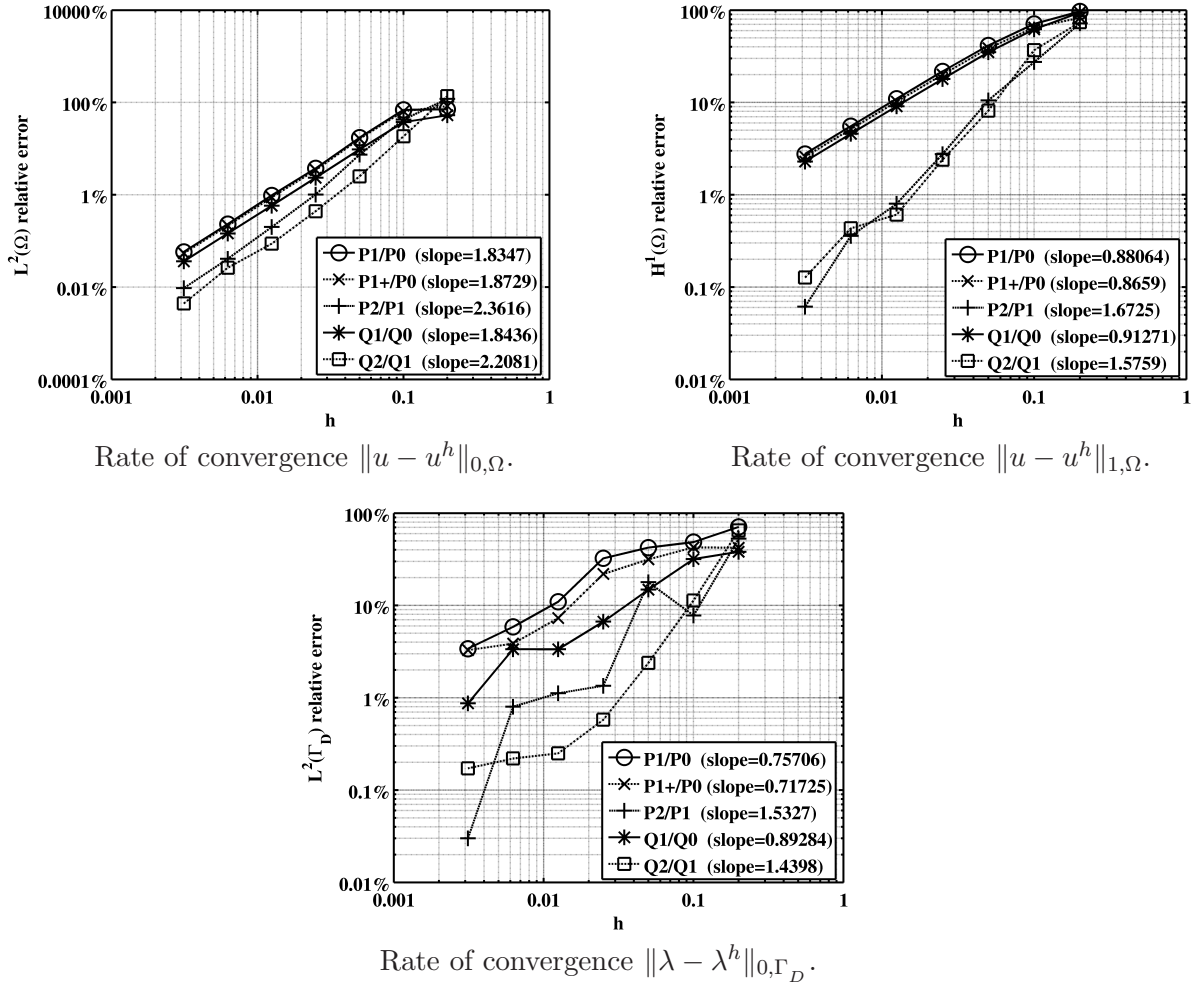 10000%
100%
1%
0.01%
0.0001%
0.001
0.01
0.1
1
h
L²(Ω) relative error
P1/P0 (slope=1.8347)
P1+/P0 (slope=1.8729)
P2/P1 (slope=2.3616)
Q1/Q0 (slope=1.8436)
Q2/Q1 (slope=2.2081)
Rate of convergence ‖u − u^h‖_{0,Ω}.
100%
10%
1%
0.1%
0.01%
0.001
0.01
0.1
1
h
H¹(Ω) relative error
P1/P0 (slope=0.88064)
P1+/P0 (slope=0.8659)
P2/P1 (slope=1.6725)
Q1/Q0 (slope=0.91271)
Q2/Q1 (slope=1.5759)
Rate of convergence ‖u − u^h‖_{1,Ω}.
100%
10%
1%
0.1%
0.01%
0.001
0.01
0.1
1
h
L²(Γ_D) relative error
P1/P0 (slope=0.75706)
P1+/P0 (slope=0.71725)
P2/P1 (slope=1.5327)
Q1/Q0 (slope=0.89284)
Q2/Q1 (slope=1.4398)
Rate of convergence ‖λ − λ^h‖_{0,Γ_D}.